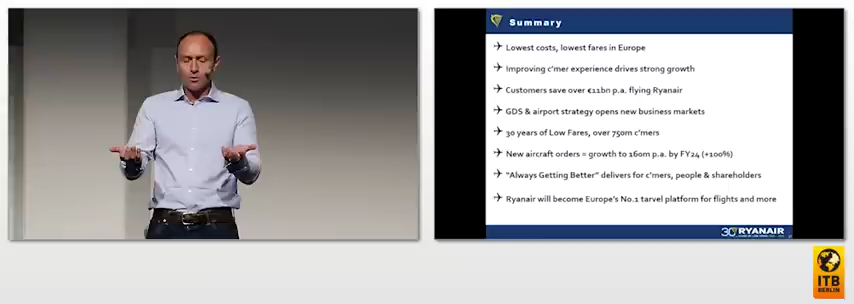 Summary
Lowest costs, lowest fares in Europe
Improving c'mer experience drives strong growth
Customers save over €11bn p.a. flying Ryanair
GDS & airport strategy opens new business markets
30 years of Low Fares, over 750m c'mers
New aircraft orders = growth to 160m p.a. by FY24 (+100%)
"Always Getting Better" delivers for c'mers, people & shareholders
Ryanair will become Europe's No.1 tarvel platform for flights and more
30 RYANAIR
ITB
BERLIN